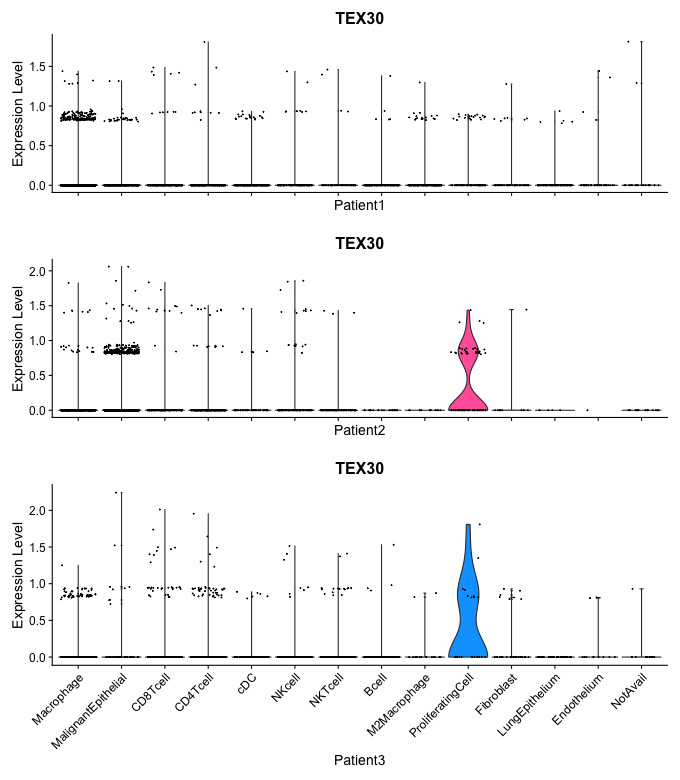 TEX30
Expression Level
1.5
1.0
0.5
0.0
Patient1
TEX30
Expression Level
2.0
1.5
1.0
0.5
0.0
Patient2
TEX30
Expression Level
2.0
1.5
1.0
0.5
0.0
Macrophage
MalignantEpithelial
CD8Tcell
CD4Tcell
cDC
NKcell
NKTcell
Bcell
M2Macrophage
ProliferatingCell
Fibroblast
LungEpithelium
Endothelium
NotAvail
Patient3